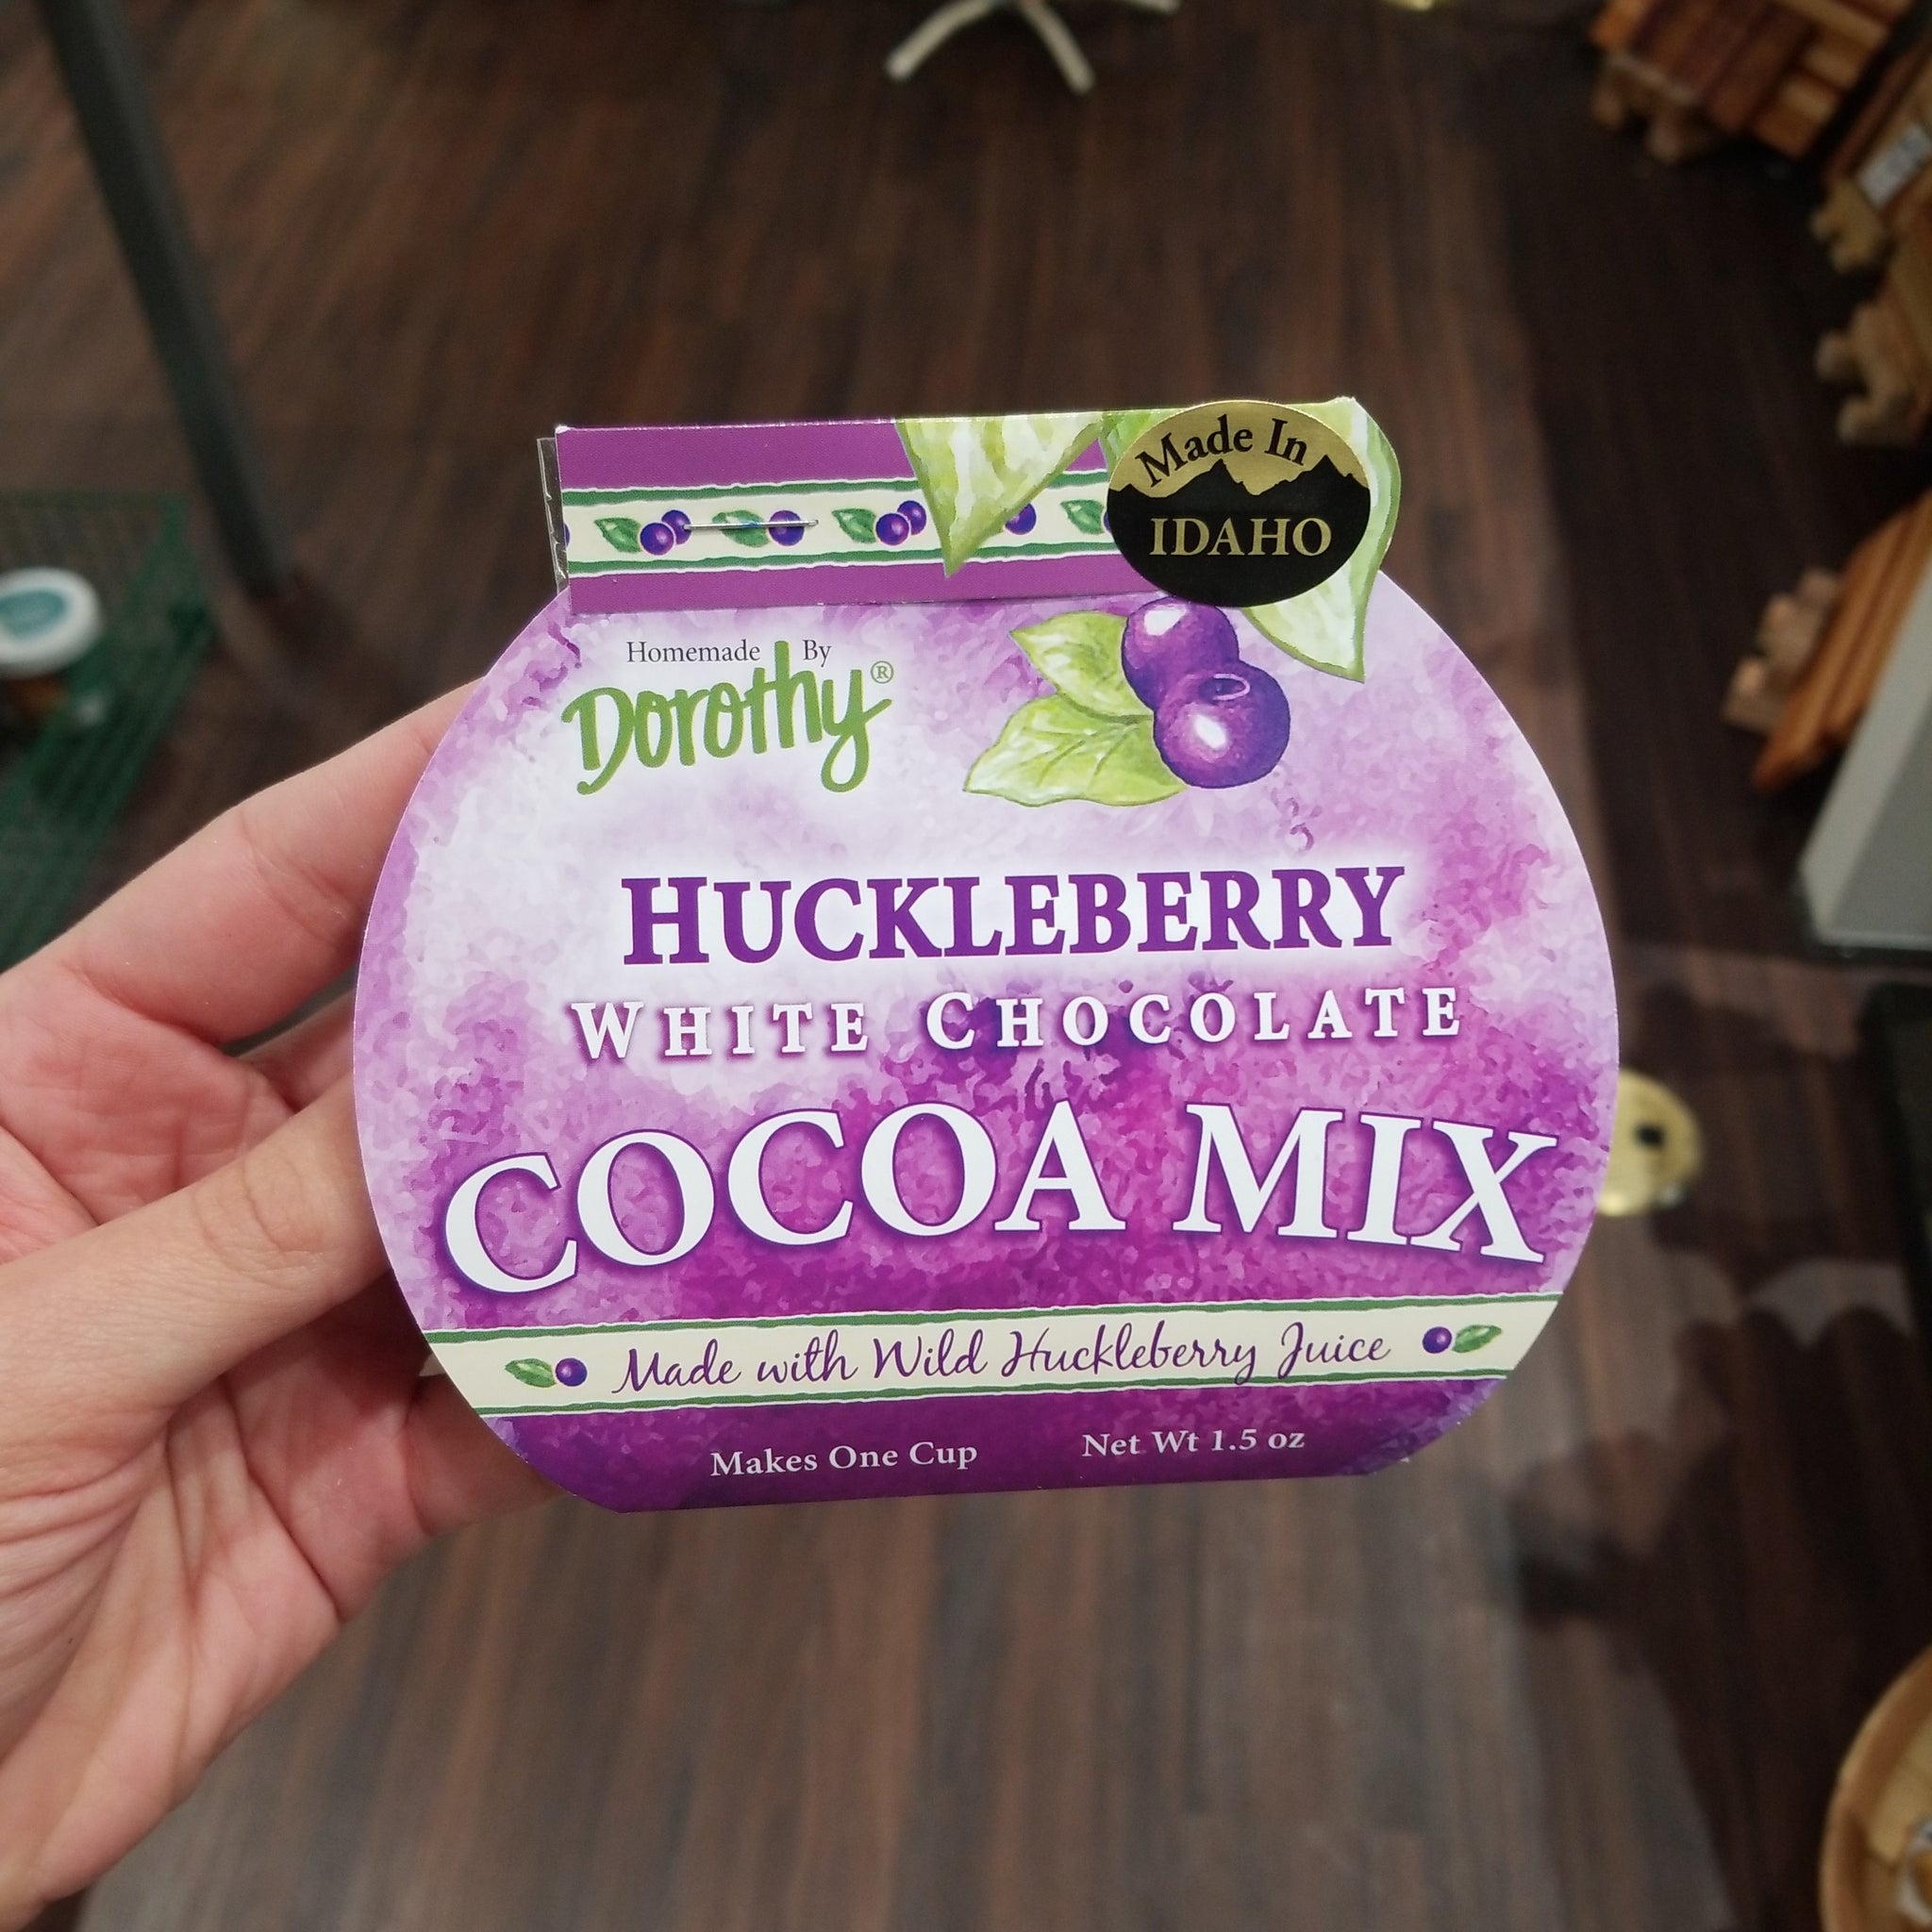 Made In
IDAHO
Homemade By
Dorothy®
HUCKLEBERRY
WHITE CHOCOLATE
COCOA MIX
Made with Wild Huckleberry Juice
Makes One Cup Net Wt 1.5 oz